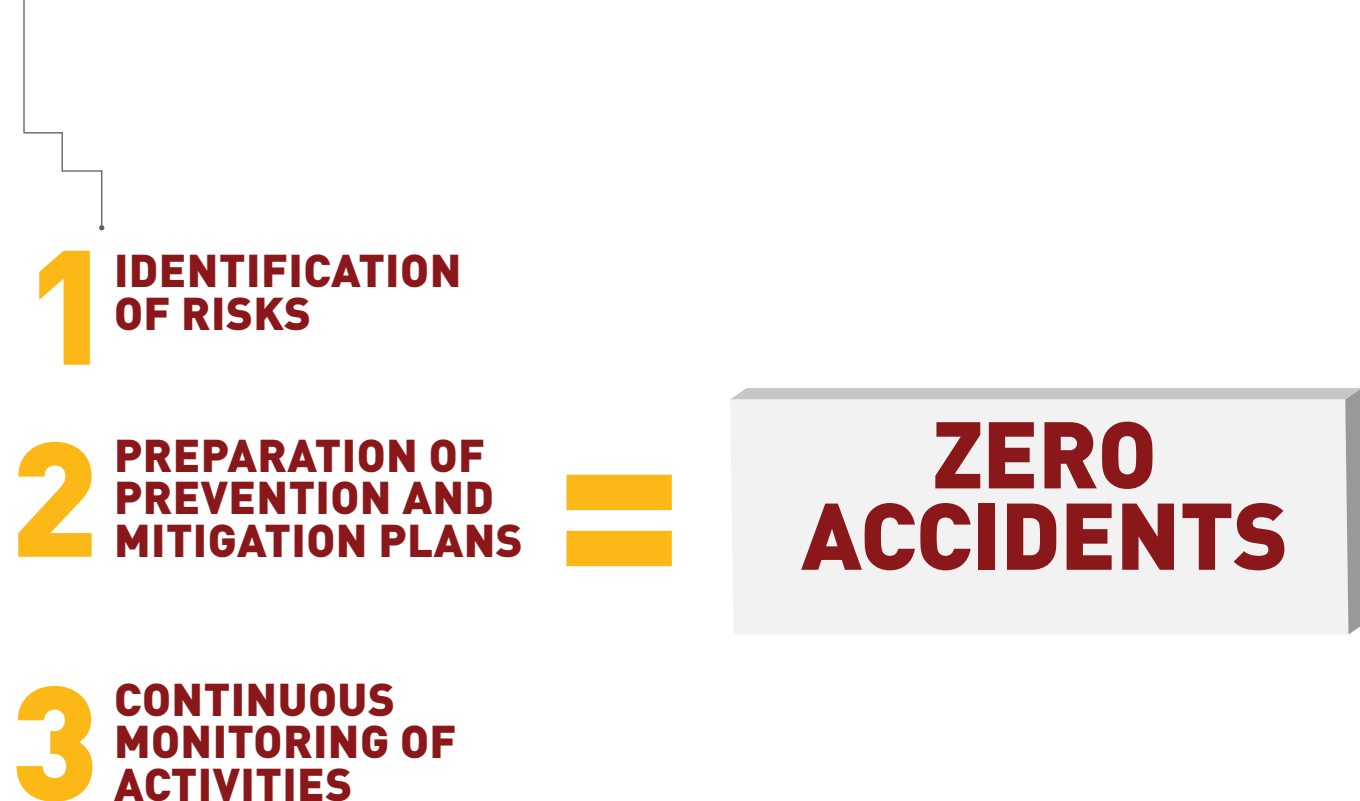 1 IDENTIFICATION
OF RISKS
2 PREPARATION OF
PREVENTION AND
MITIGATION PLANS
=
ZERO
ACCIDENTS
3 CONTINUOUS
MONITORING OF
ACTIVITIES